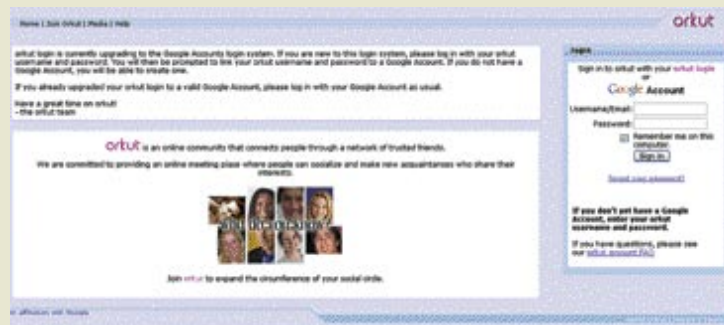 Home | Join Orkut | Media | Help
orkut
orkut login is currently upgrading to the Google Accounts login system. If you are new to this login system, please log in with your orkut
username and password. You will then be prompted to link your orkut username and password to a Google Account. If you do not have a
Google Account, you will be able to create one.
If you already upgraded your orkut login to a valid Google Account, please log in with your Google Account as usual.
Have a great time on orkut!
- the orkut team
orkut is an online community that connects people through a network of trusted friends.
We are committed to providing an online meeting place where people can socialize and make new acquaintances who share their
interests.
Join orkut to expand the circumference of your social circle.
login
Sign in to orkut with your orkut login
or
Google Account
Username/Email:
Password:
Remember me on this
computer.
Sign in
Forgot your password?
If you don't yet have a Google
Account, enter your orkut
username and password.
If you have questions, please see
our orkut account FAQ
in affiliation with Google